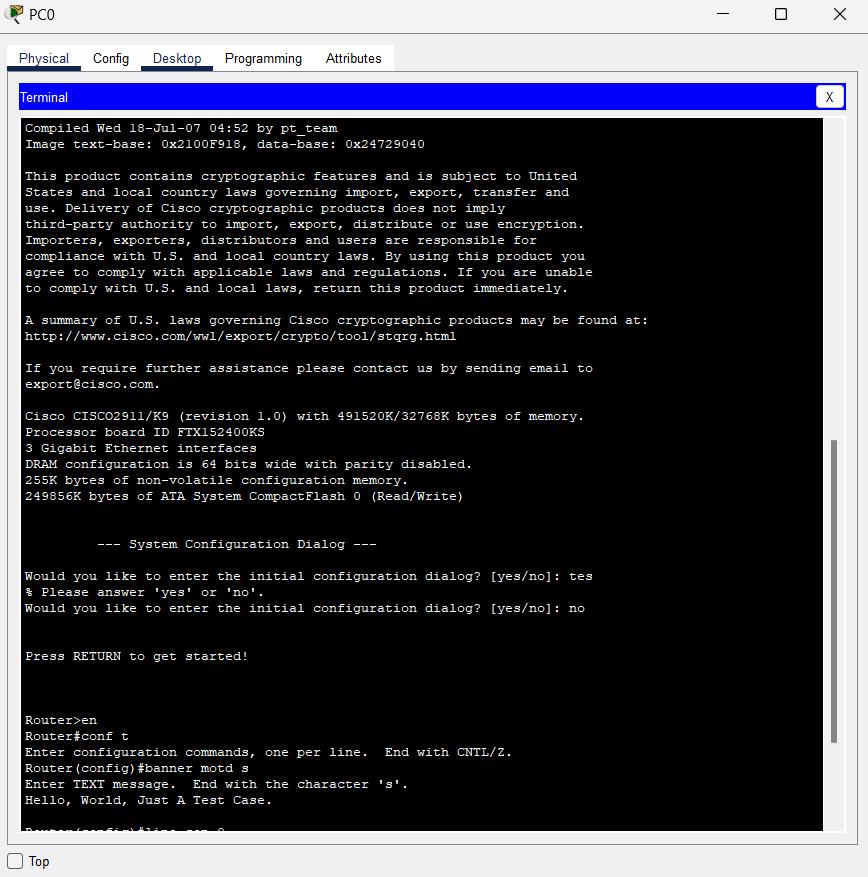 PC0
Physical Config Desktop Programming Attributes
Terminal X
Compiled Wed 18-Jul-07 04:52 by pt_team
Image text-base: 0x2100F918, data-base: 0x24729040
This product contains cryptographic features and is subject to United
States and local country laws governing import, export, transfer and
use. Delivery of Cisco cryptographic products does not imply
third-party authority to import, export, distribute or use encryption.
Importers, exporters, distributors and users are responsible for
compliance with U.S. and local country laws. By using this product you
agree to comply with applicable laws and regulations. If you are unable
to comply with U.S. and local laws, return this product immediately.
A summary of U.S. laws governing Cisco cryptographic products may be found at:
http://www.cisco.com/wwl/export/crypto/tool/stqrg.html
If you require further assistance please contact us by sending email to
export@cisco.com.
Cisco CISCO2911/K9 (revision 1.0) with 491520K/32768K bytes of memory.
Processor board ID FTX152400KS
3 Gigabit Ethernet interfaces
DRAM configuration is 64 bits wide with parity disabled.
255K bytes of non-volatile configuration memory.
249856K bytes of ATA System CompactFlash 0 (Read/Write)
--- System Configuration Dialog ---
Would you like to enter the initial configuration dialog? [yes/no]: tes
% Please answer 'yes' or 'no'.
Would you like to enter the initial configuration dialog? [yes/no]: no
Press RETURN to get started!
Router>en
Router#conf t
Enter configuration commands, one per line.  End with CNTL/Z.
Router(config)#banner motd s
Enter TEXT message.  End with the character 's'.
Hello, World, Just A Test Case.
Router(config)#line con 0
Top